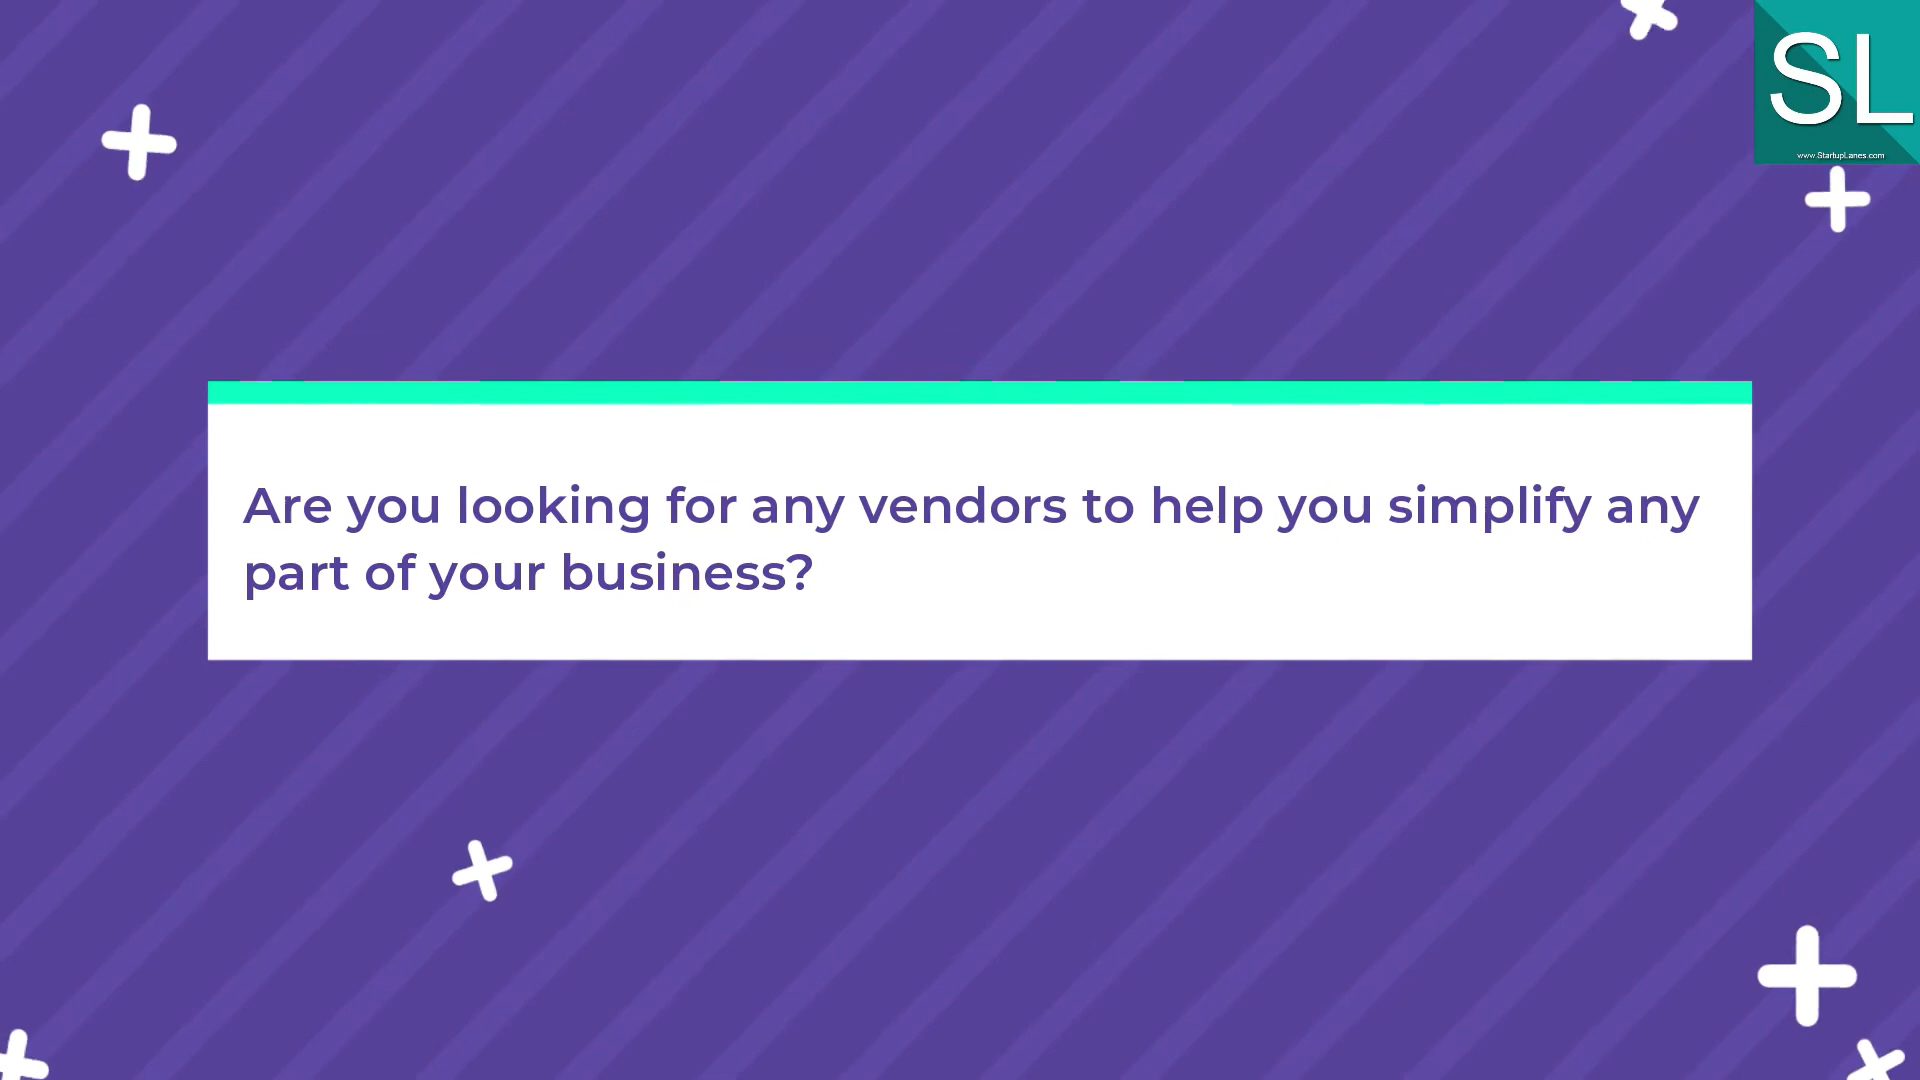 SL
www.StartupLanes.com
Are you looking for any vendors to help you simplify any
part of your business?